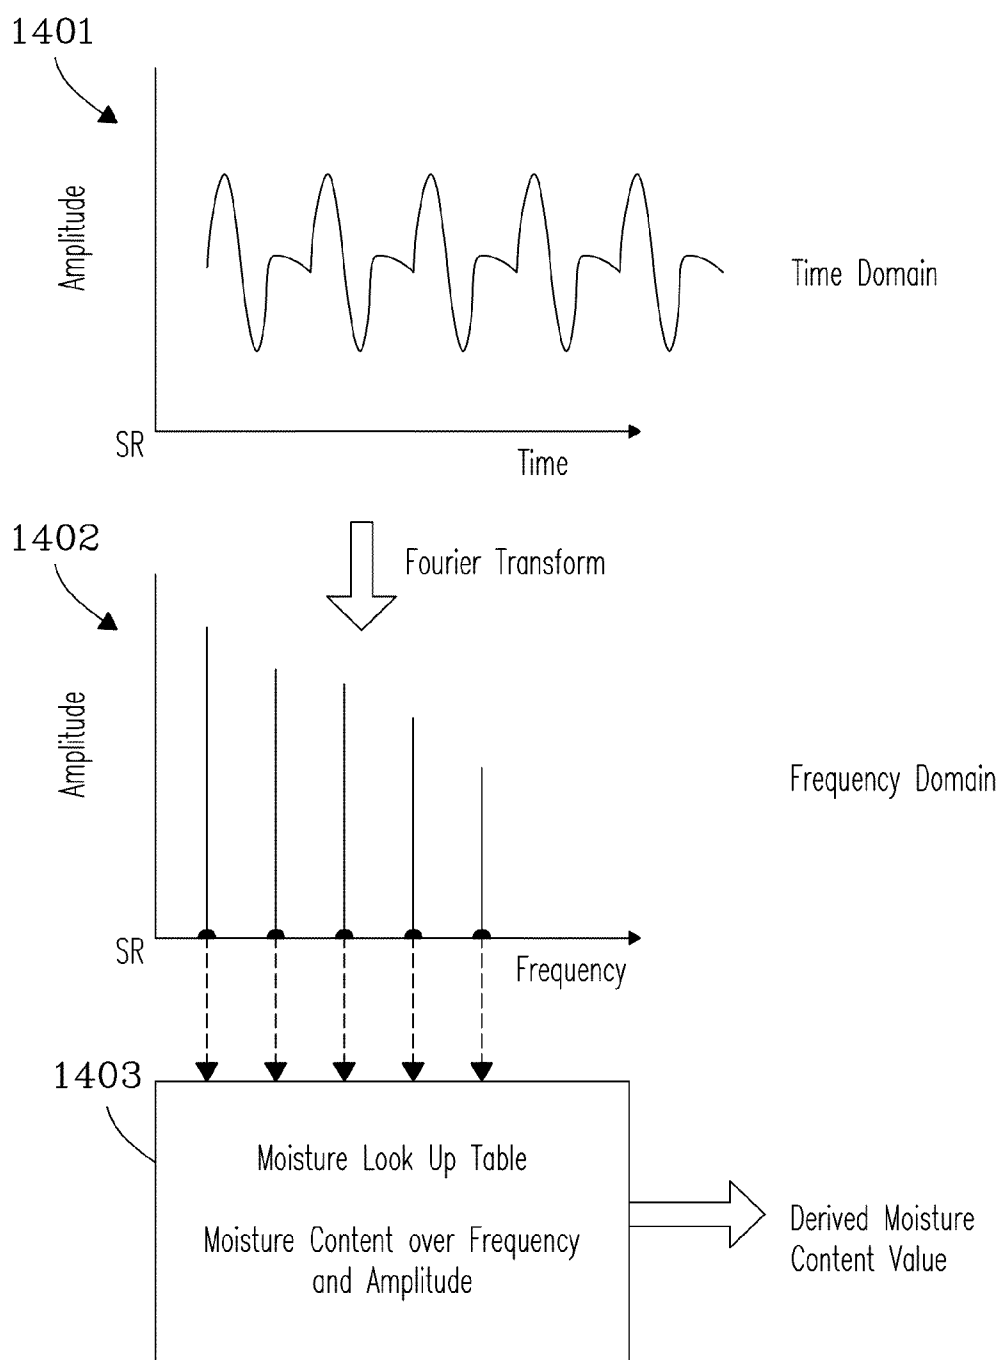 1401
Amplitude
Time Domain
SR
Time
1402
Fourier Transform
Amplitude
Frequency Domain
SR
Frequency
1403
Moisture Look Up Table
Moisture Content over Frequency
and Amplitude
Derived Moisture
Content Value